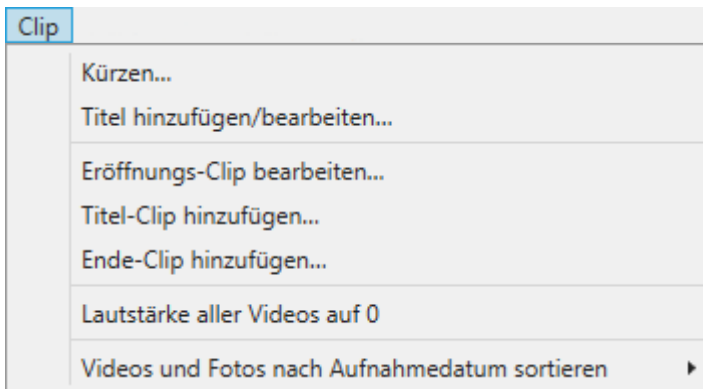 Clip
Kürzen...
Titel hinzufügen/bearbeiten...
Eröffnungs-Clip bearbeiten...
Titel-Clip hinzufügen...
Ende-Clip hinzufügen...
Lautstärke aller Videos auf 0
Videos und Fotos nach Aufnahmedatum sortieren